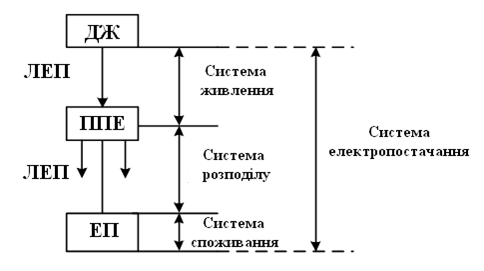 ДЖ
ЛЕП
Система
живлення
ППЕ
Система
електропостачання
ЛЕП
Система
розподілу
ЕП
Система
споживання